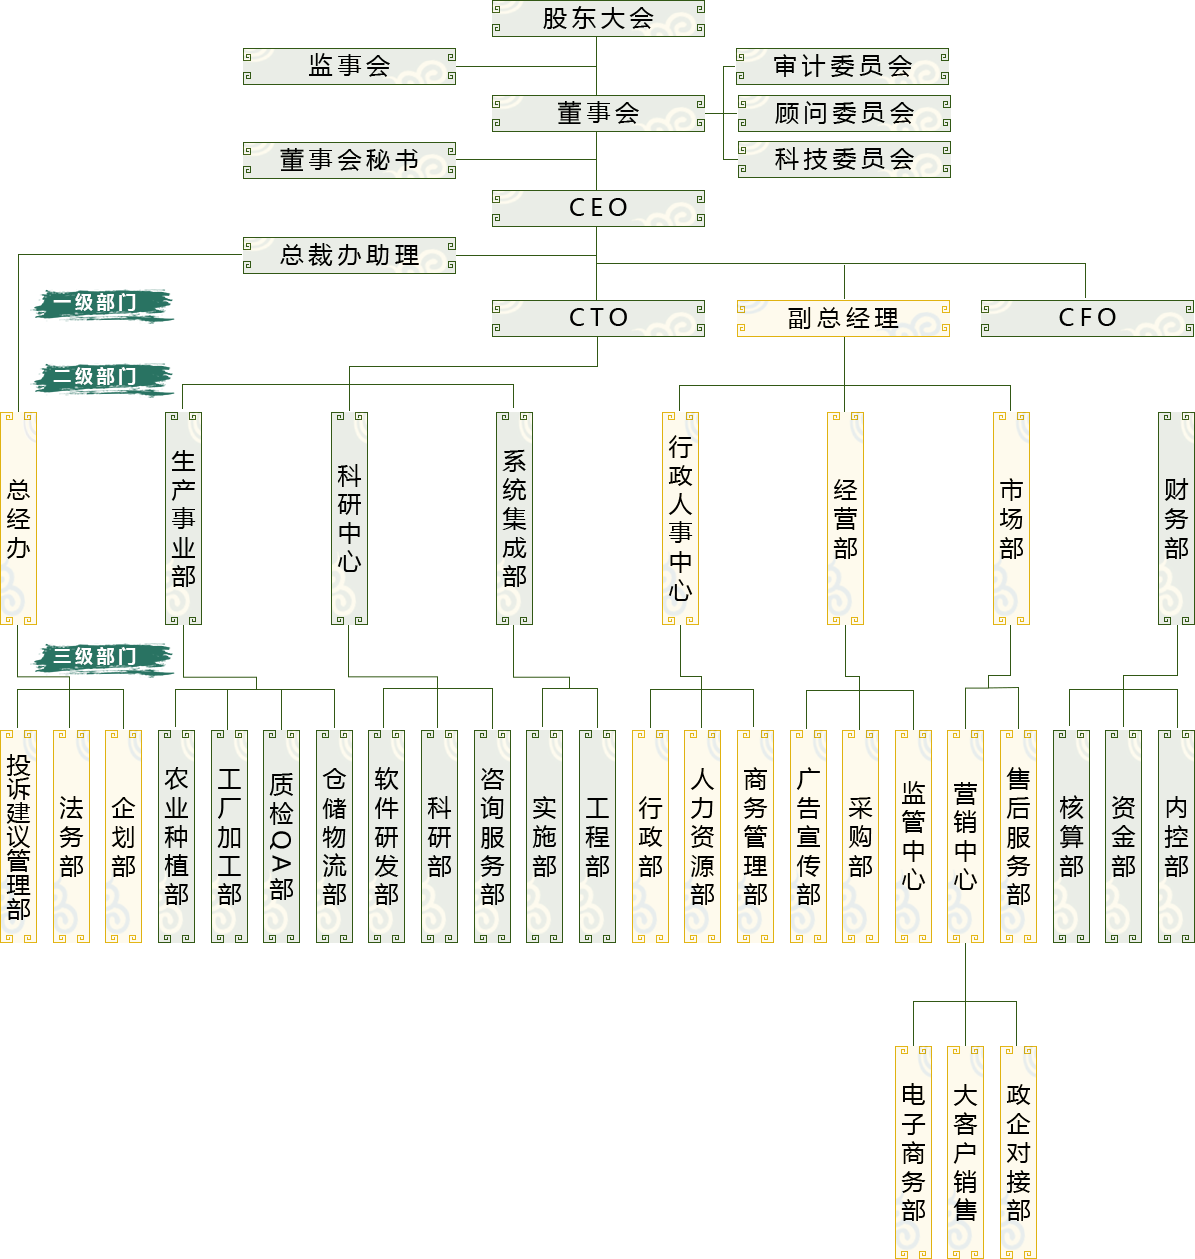 股东大会
监事会
审计委员会
董事会
顾问委员会
董事会秘书
科技委员会
CEO
总裁办助理
一级部门
CTO
副总经理
CFO
二级部门
总经办
生产事业部
科研中心
系统集成部
行政人事中心
经营部
市场部
财务部
三级部门
投诉建议管理部
法务部
企划部
农业种植部
工厂加工部
质检QA部
仓储物流部
软件研发部
科研部
咨询服务部
实施部
工程部
行政部
人力资源部
商务管理部
广告宣传部
采购部
监管中心
营销中心
售后服务部
核算部
资金部
内控部
电子商务部
大客户销售
政企对接部